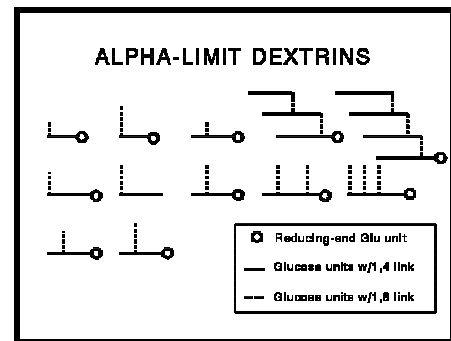 ALPHA-LIMIT DEXTRINS
Reducing-end Glu unit
Glucose units w/1,4 link
Glucose units w/1,6 link